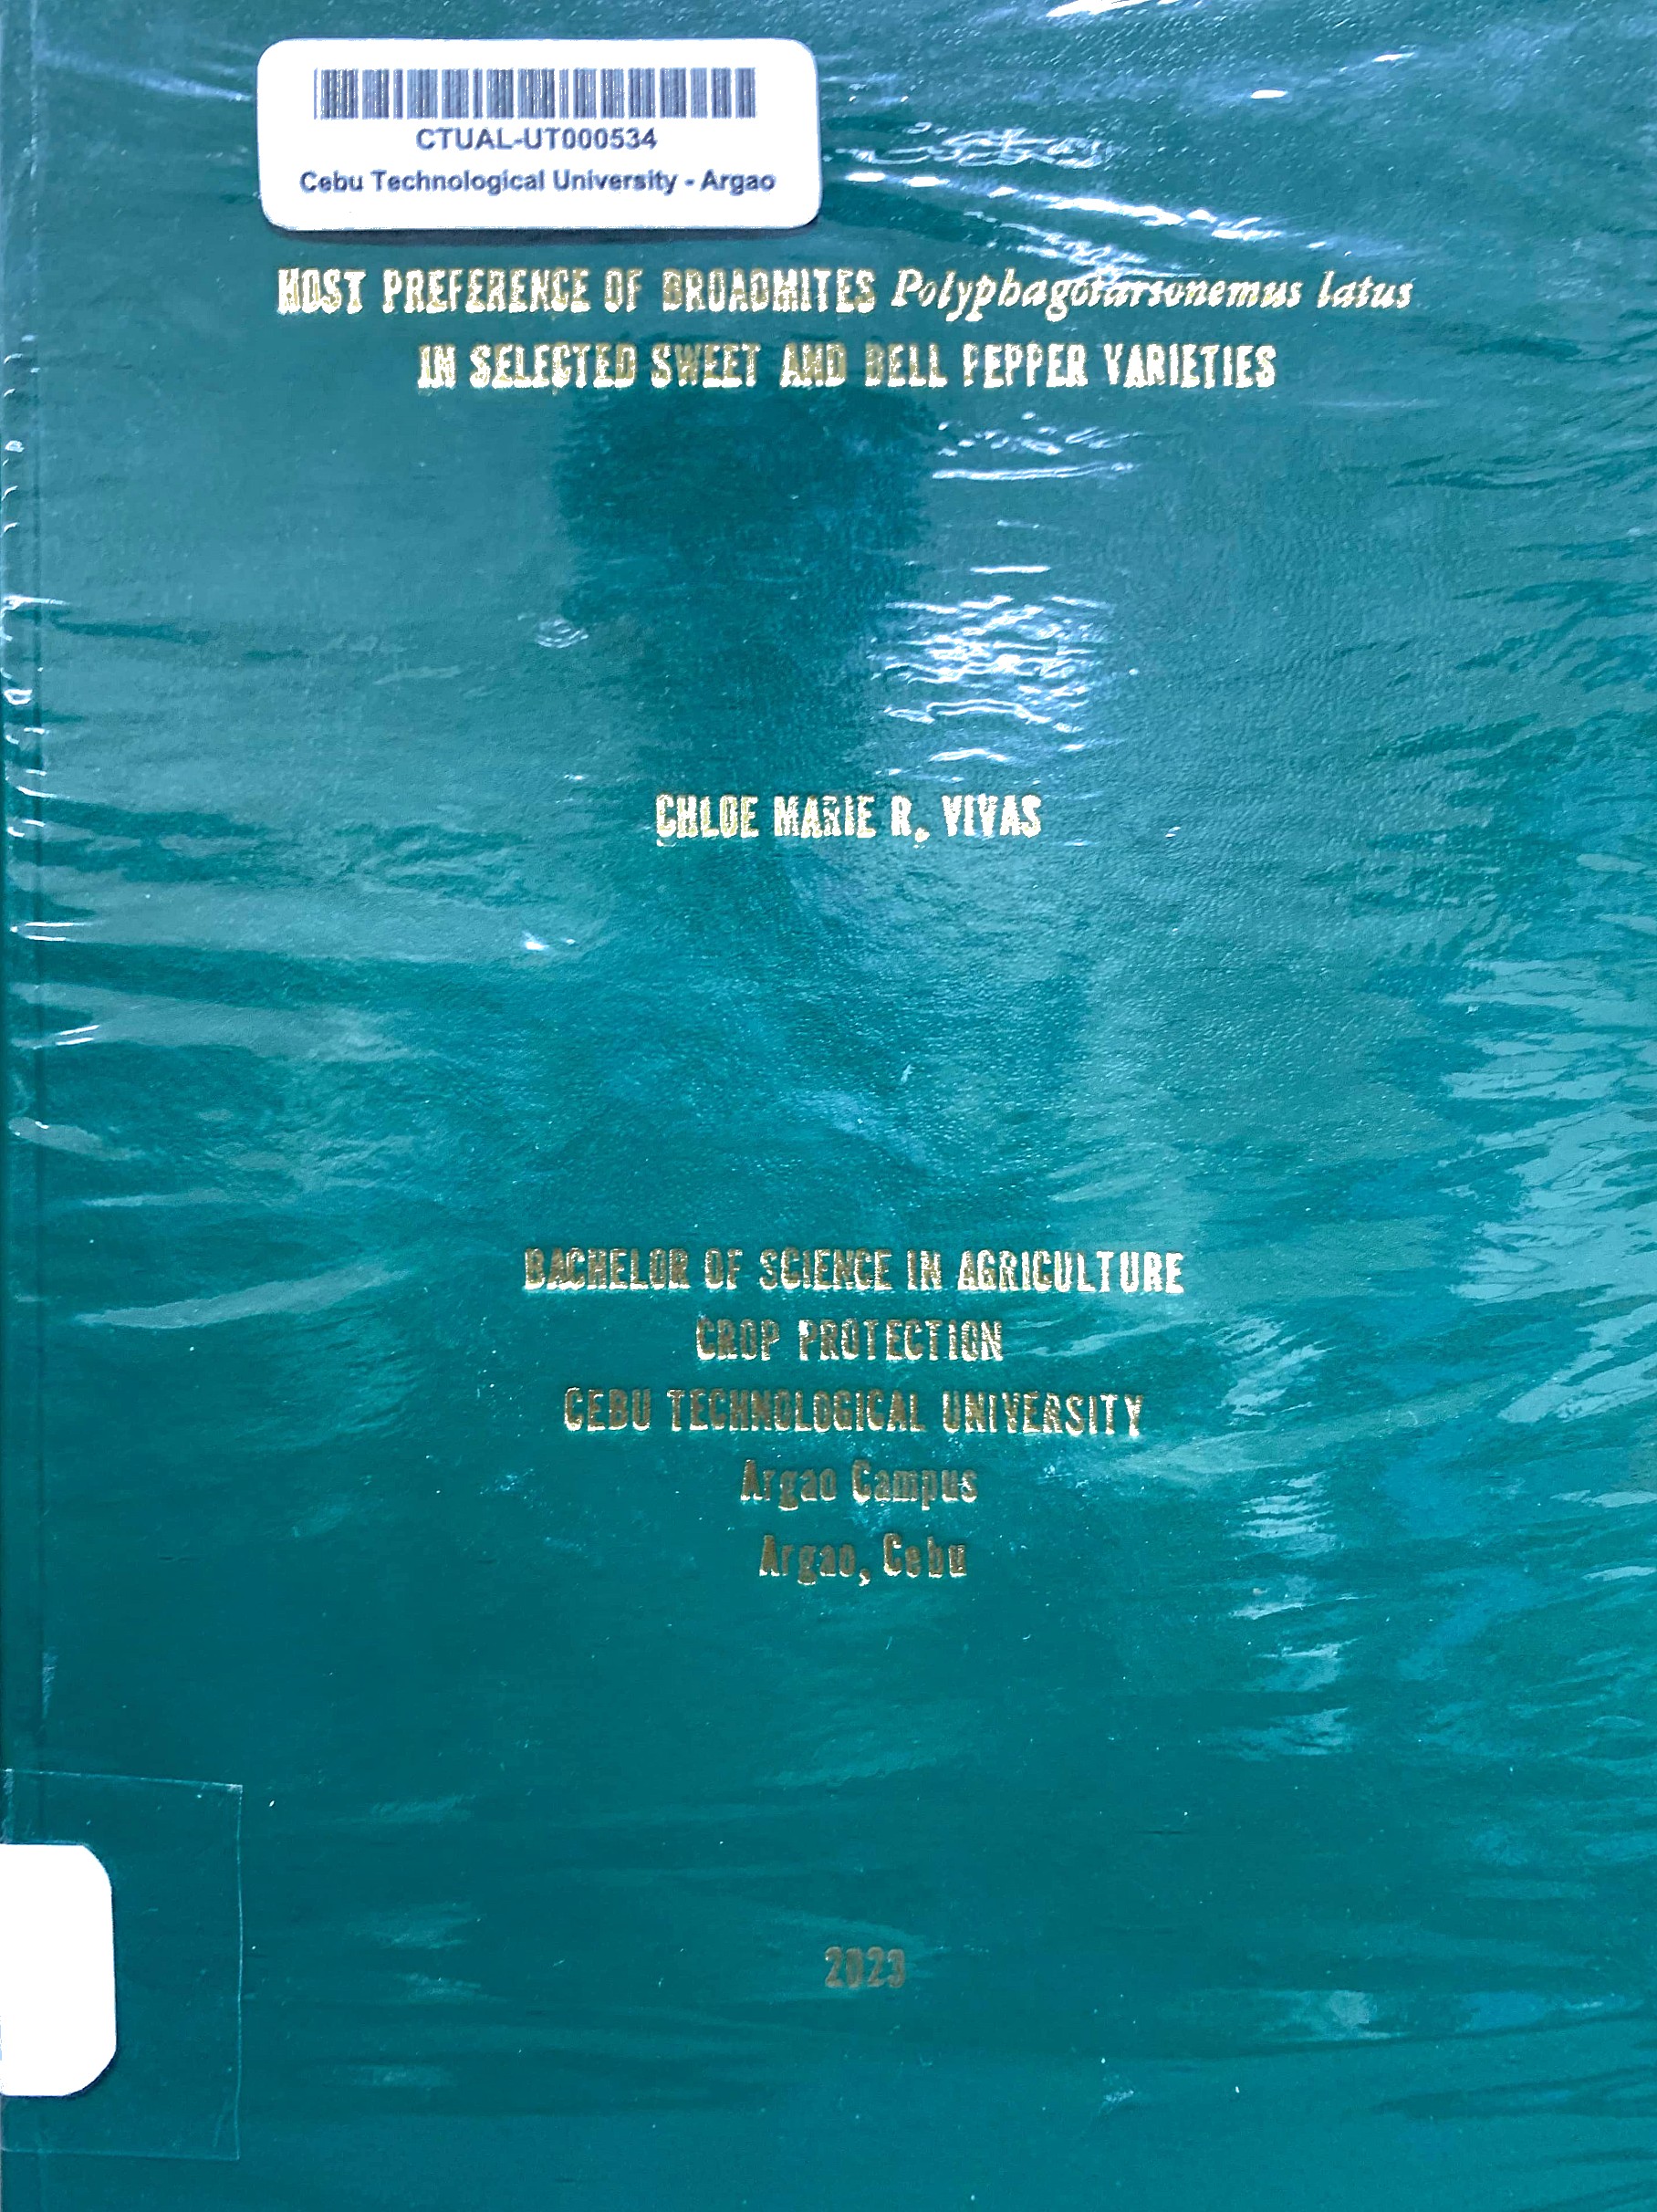 CTUAL-UT000534
Cebu Technological University - Argao
HOST PREFERENCE OF BROADMITES Polyphagotarsonemus latus
IN SELECTED SWEET AND BELL PEPPER VARIETIES
CHLOE MARIE R. VIVAS
BACHELOR OF SCIENCE IN AGRICULTURE
CROP PROTECTION
CEBU TECHNOLOGICAL UNIVERSITY
Argao Campus
Argao, Cebu
2023